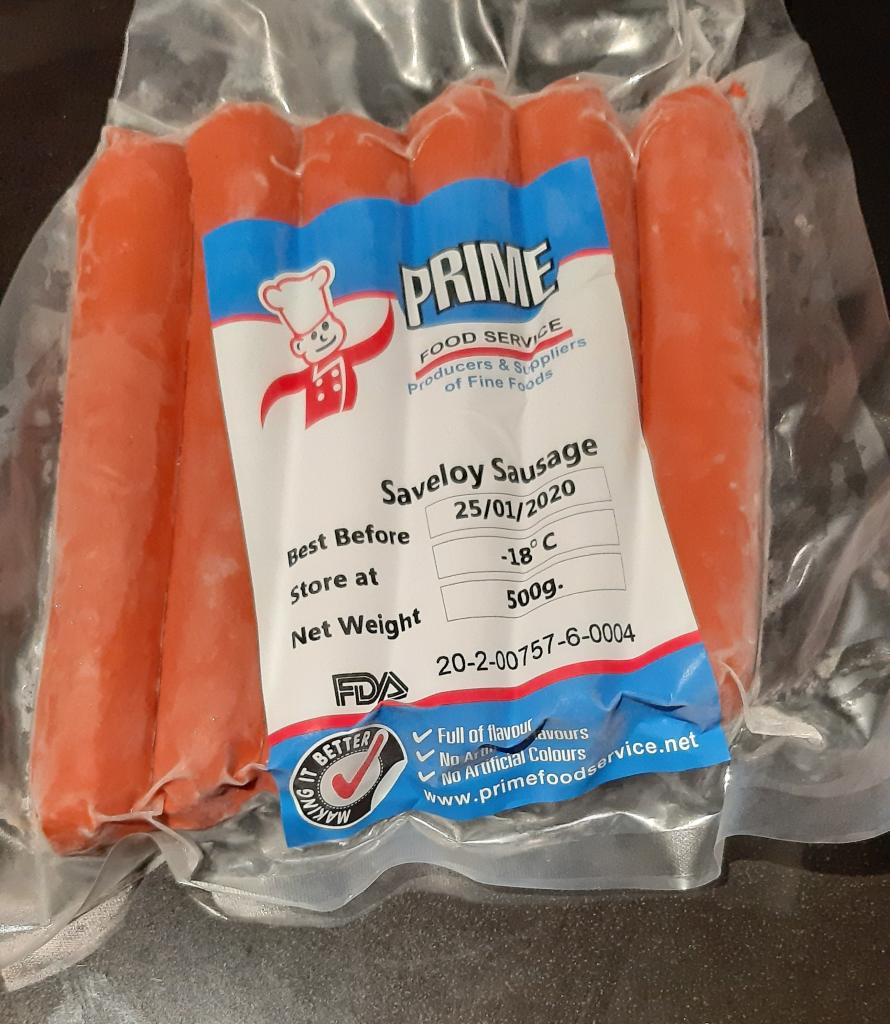 PRIME
FOOD SERVICE
Producers & Suppliers
of Fine Foods
Saveloy Sausage
Best Before 25/01/2020
Store at -18°C
Net Weight 500g.
20-2-00757-6-0004
FDA
MAKING IT BETTER
Full of flavour
No avours
No Artificial Colours
www.primefoodservice.net